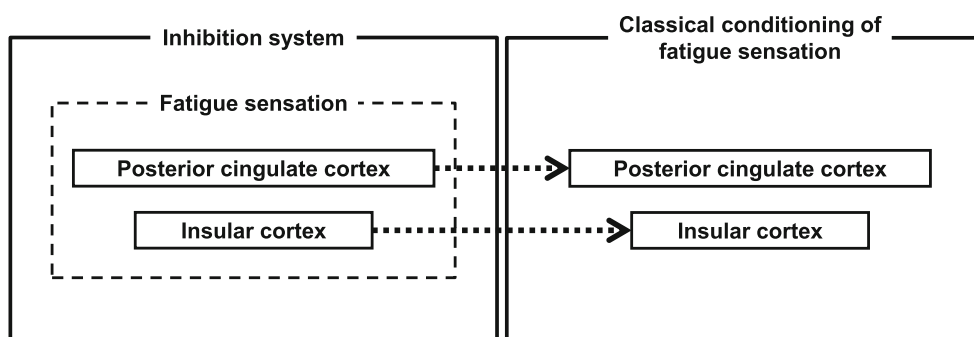 Inhibition system
Classical conditioning of
fatigue sensation
Fatigue sensation
Posterior cingulate cortex
Posterior cingulate cortex
Insular cortex
Insular cortex